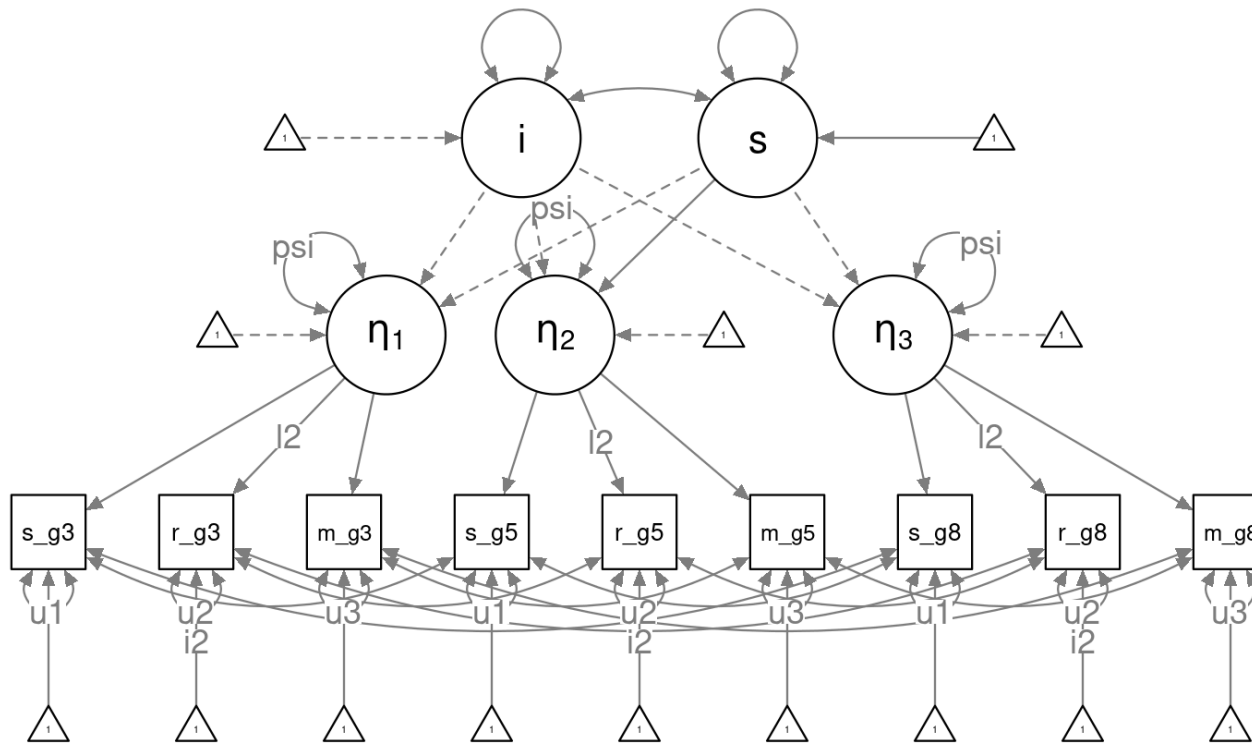 i s
1 1
psi psi psi
η1 η2 η3
1 1 1
l2 l2 l2
s_g3 r_g3 m_g3 s_g5 r_g5 m_g5 s_g8 r_g8 m_g8
u1 u2 u3 u1 u2 u3 u1 u2 u3
i2 i2 i2
1 1 1 1 1 1 1 1 1